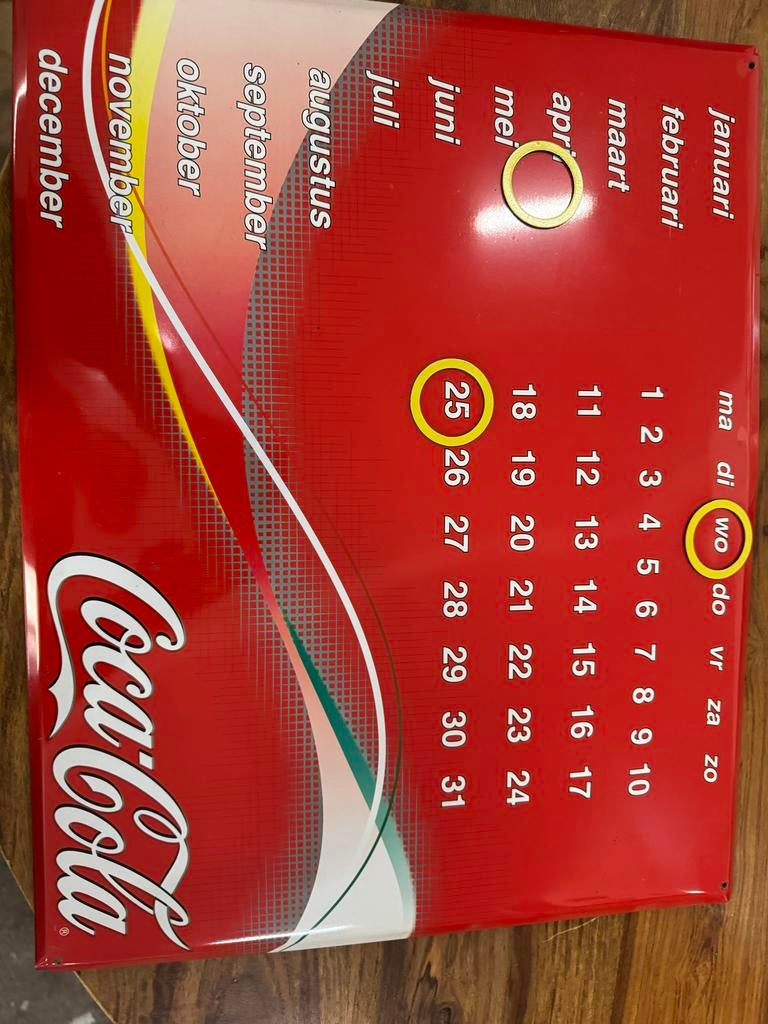 januari
februari
maart
april
mei
juni
juli
augustus
september
oktober
november
december
ma di wo do vr za zo
1 2 3 4 5 6 7 8 9 10
11 12 13 14 15 16 17
18 19 20 21 22 23 24
25 26 27 28 29 30 31
Coca-Cola ®